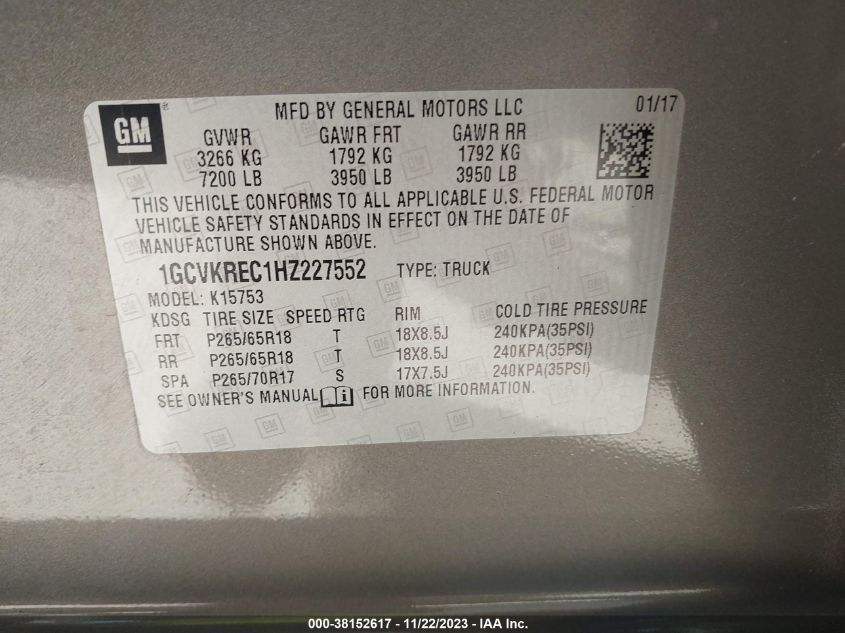 GM
®
MFD BY GENERAL MOTORS LLC 01/17
GVWR GAWR FRT GAWR RR
3266 KG 1792 KG 1792 KG
7200 LB 3950 LB 3950 LB
THIS VEHICLE CONFORMS TO ALL APPLICABLE U.S. FEDERAL MOTOR
VEHICLE SAFETY STANDARDS IN EFFECT ON THE DATE OF
MANUFACTURE SHOWN ABOVE.
1GCVKREC1HZ227552 TYPE: TRUCK
MODEL: K15753
KDSG TIRE SIZE SPEED RTG RIM COLD TIRE PRESSURE
FRT P265/65R18 T 18X8.5J 240KPA(35PSI)
RR P265/65R18 T 18X8.5J 240KPA(35PSI)
SPA P265/70R17 S 17X7.5J 240KPA(35PSI)
SEE OWNER'S MANUAL i FOR MORE INFORMATION.
000-38152617 - 11/22/2023 - IAA Inc.